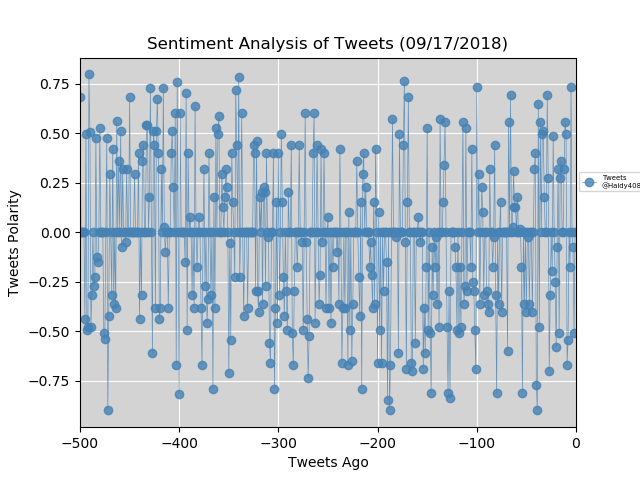 Sentiment Analysis of Tweets (09/17/2018)
0.75
0.50
0.25
0.00
−0.25
−0.50
−0.75
Tweets Polarity
−500
−400
−300
−200
−100
0
Tweets Ago
Tweets
@Haidy408